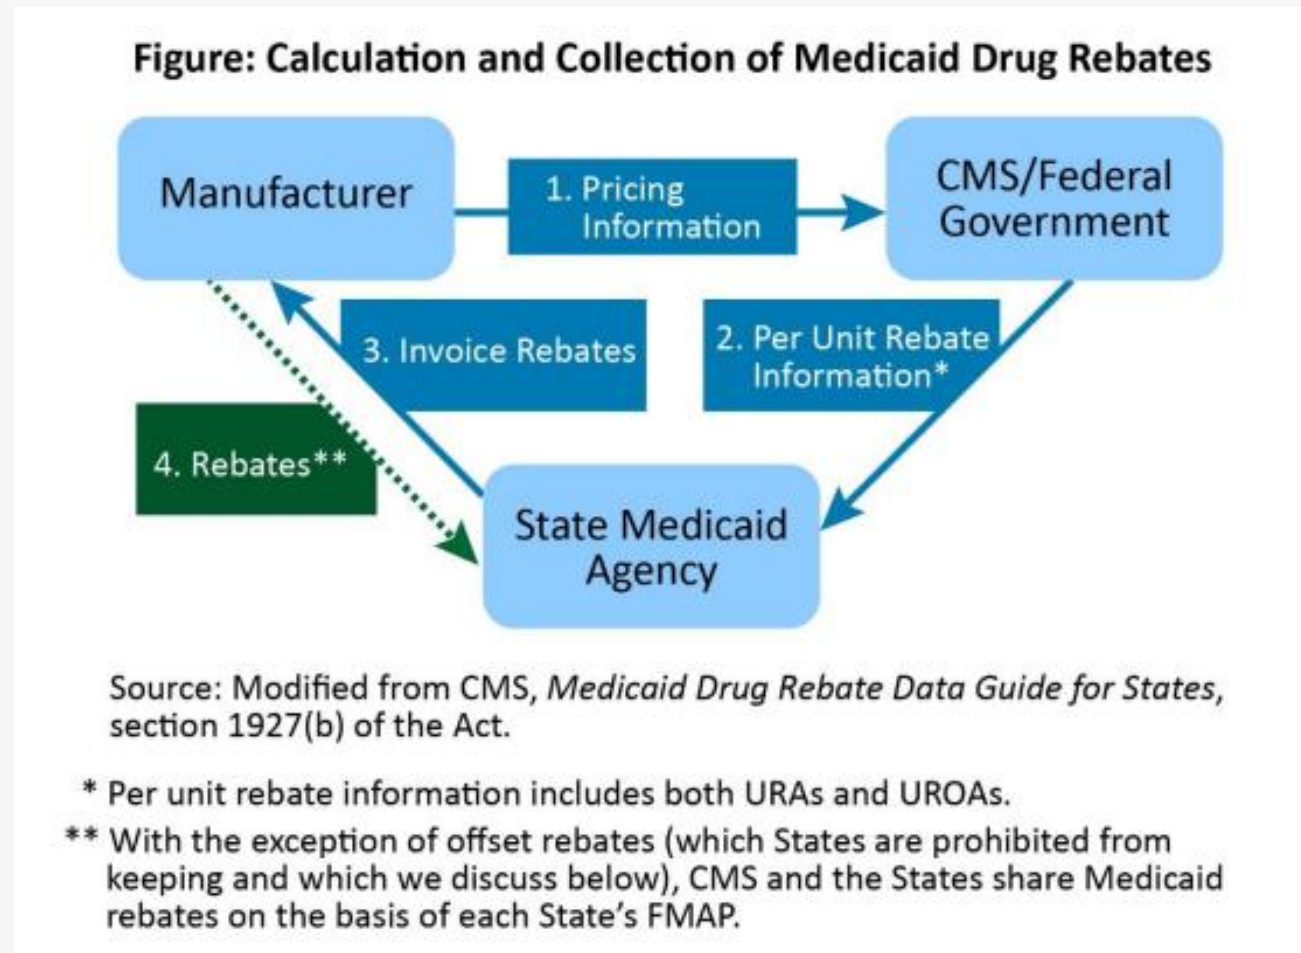 Figure: Calculation and Collection of Medicaid Drug Rebates
Manufacturer
1. Pricing
Information
CMS/Federal
Government
3. Invoice Rebates
2. Per Unit Rebate
Information*
4. Rebates**
State Medicaid
Agency
Source: Modified from CMS, Medicaid Drug Rebate Data Guide for States,
section 1927(b) of the Act.
* Per unit rebate information includes both URAs and UROAs.
** With the exception of offset rebates (which States are prohibited from
keeping and which we discuss below), CMS and the States share Medicaid
rebates on the basis of each State’s FMAP.